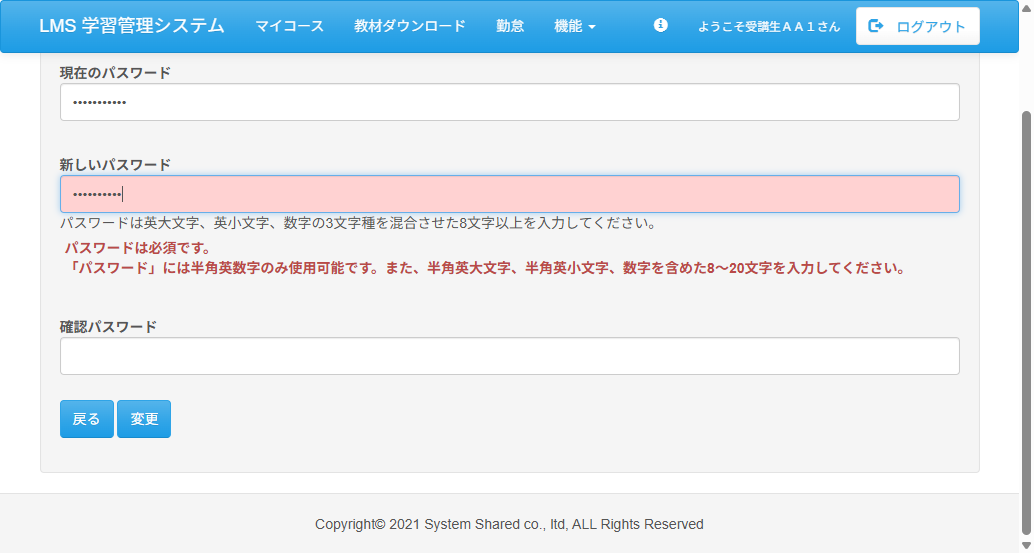 LMS 学習管理システム マイコース 教材ダウンロード 勤怠 機能 ようこそ受講生ＡＡ１さん ログアウト
現在のパスワード
•••••••••••
新しいパスワード
••••••••••
パスワードは英大文字、英小文字、数字の3文字種を混合させた8文字以上を入力してください。
パスワードは必須です。
「パスワード」には半角英数字のみ使用可能です。また、半角英大文字、半角英小文字、数字を含めた8～20文字を入力してください。
確認パスワード
戻る 変更
Copyright© 2021 System Shared co., ltd, ALL Rights Reserved